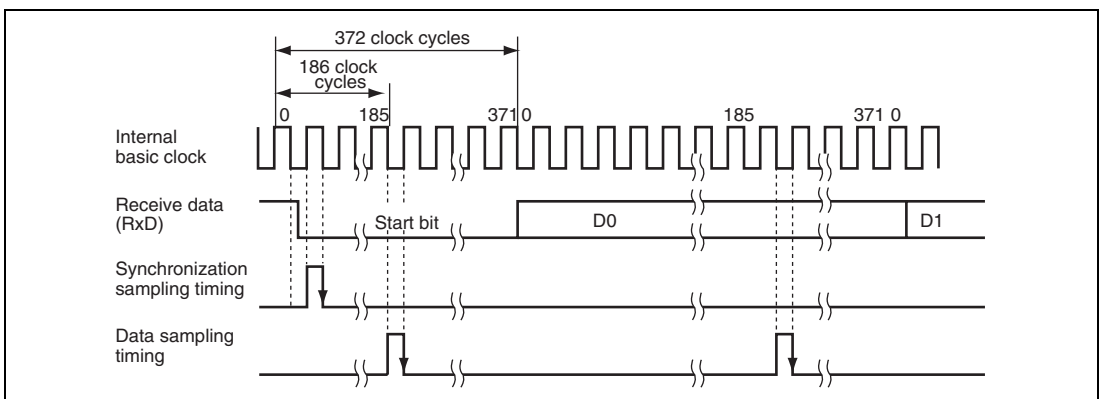 372 clock cycles
186 clock
cycles
0 185 371 0 185 371 0
Internal
basic clock
Receive data
(RxD)
Start bit D0 D1
Synchronization
sampling timing
Data sampling
timing